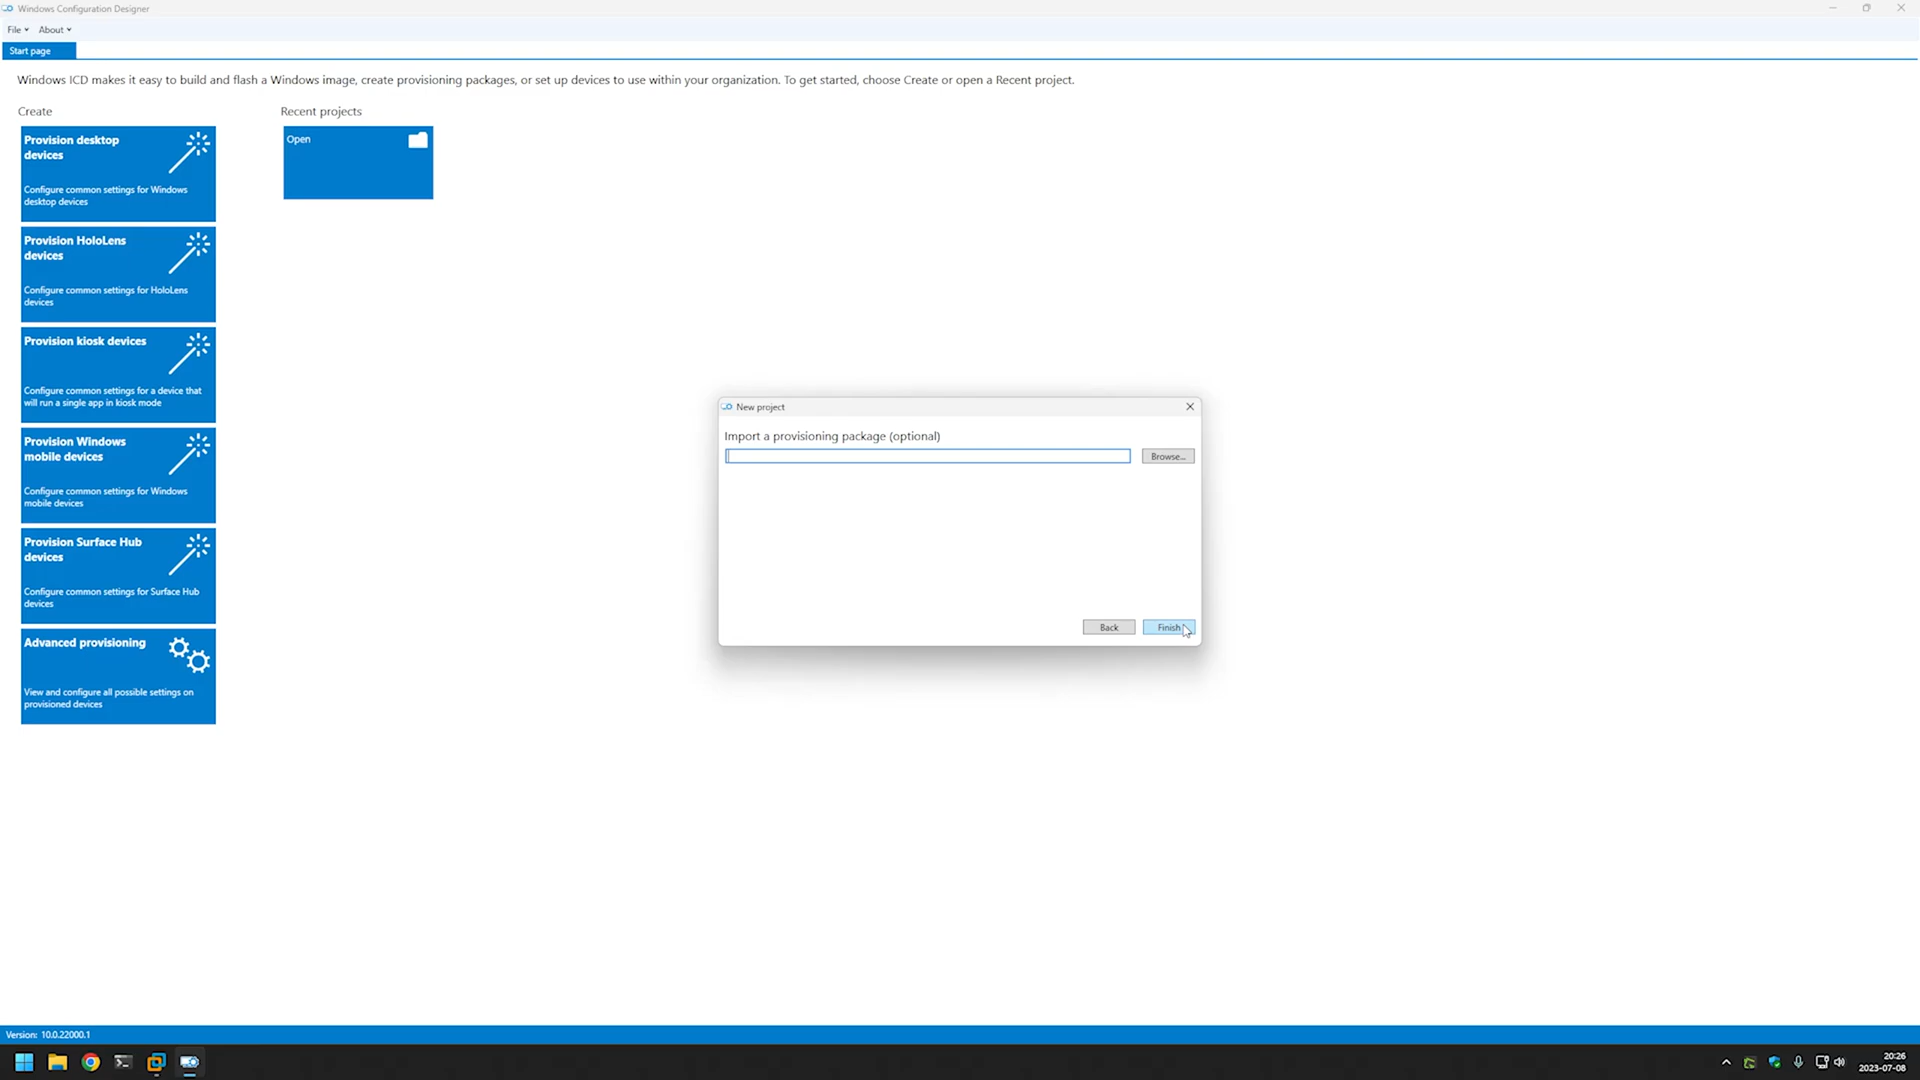 Windows Configuration Designer
File
About
Start page
Windows ICD makes it easy to build and flash a Windows image, create provisioning packages, or set up devices to use within your organization. To get started, choose Create or open a Recent project.
Create
Recent projects
Provision desktop
devices
Configure common settings for Windows
desktop devices
Open
Provision HoloLens
devices
Configure common settings for HoloLens
devices
Provision kiosk devices
Configure common settings for a device that
will run a single app in kiosk mode
Provision Windows
mobile devices
Configure common settings for Windows
mobile devices
Provision Surface Hub
devices
Configure common settings for Surface Hub
devices
Advanced provisioning
View and configure all possible settings on
provisioned devices
New project
Import a provisioning package (optional)
Browse...
Back
Finish
Version: 10.0.22000.1
20:26
2023-07-08